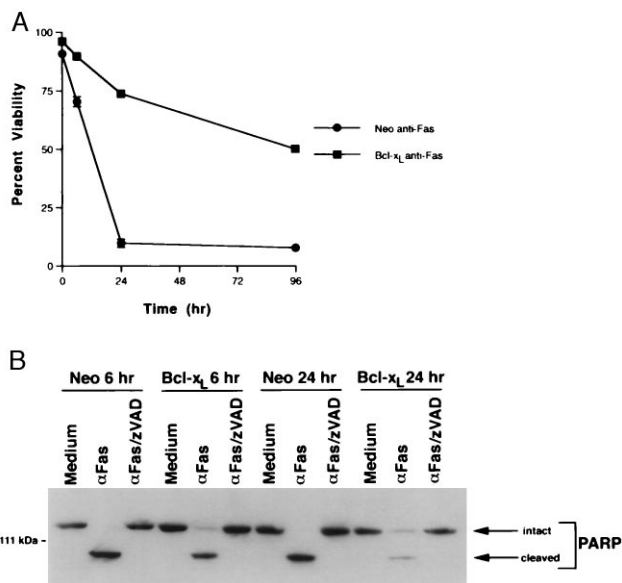 A
100
75
50
25
0
Percent Viability
0 24 48 72 96
Time (hr)
Neo anti-Fas
Bcl-xL anti-Fas
B
Neo 6 hr Bcl-xL 6 hr Neo 24 hr Bcl-xL 24 hr
Medium αFas αFas/zVAD Medium αFas αFas/zVAD Medium αFas αFas/zVAD Medium αFas αFas/zVAD
111 kDa -
intact
cleaved
PARP